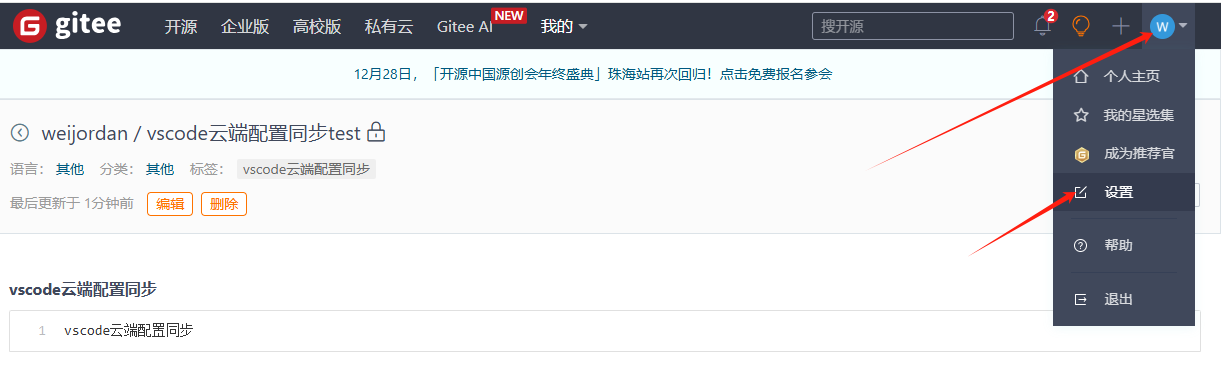 gitee 开源 企业版 高校版 私有云 Gitee AI NEW 我的 搜开源 2 W
12月28日，「开源中国源创会年终盛典」珠海站再次回归！点击免费报名参会
个人主页
weijordan / vscode云端配置同步test
我的星选集
语言： 其他 分类： 其他 标签： vscode云端配置同步
成为推荐官
最后更新于 1分钟前 编辑 删除
设置
帮助
vscode云端配置同步
退出
1 vscode云端配置同步